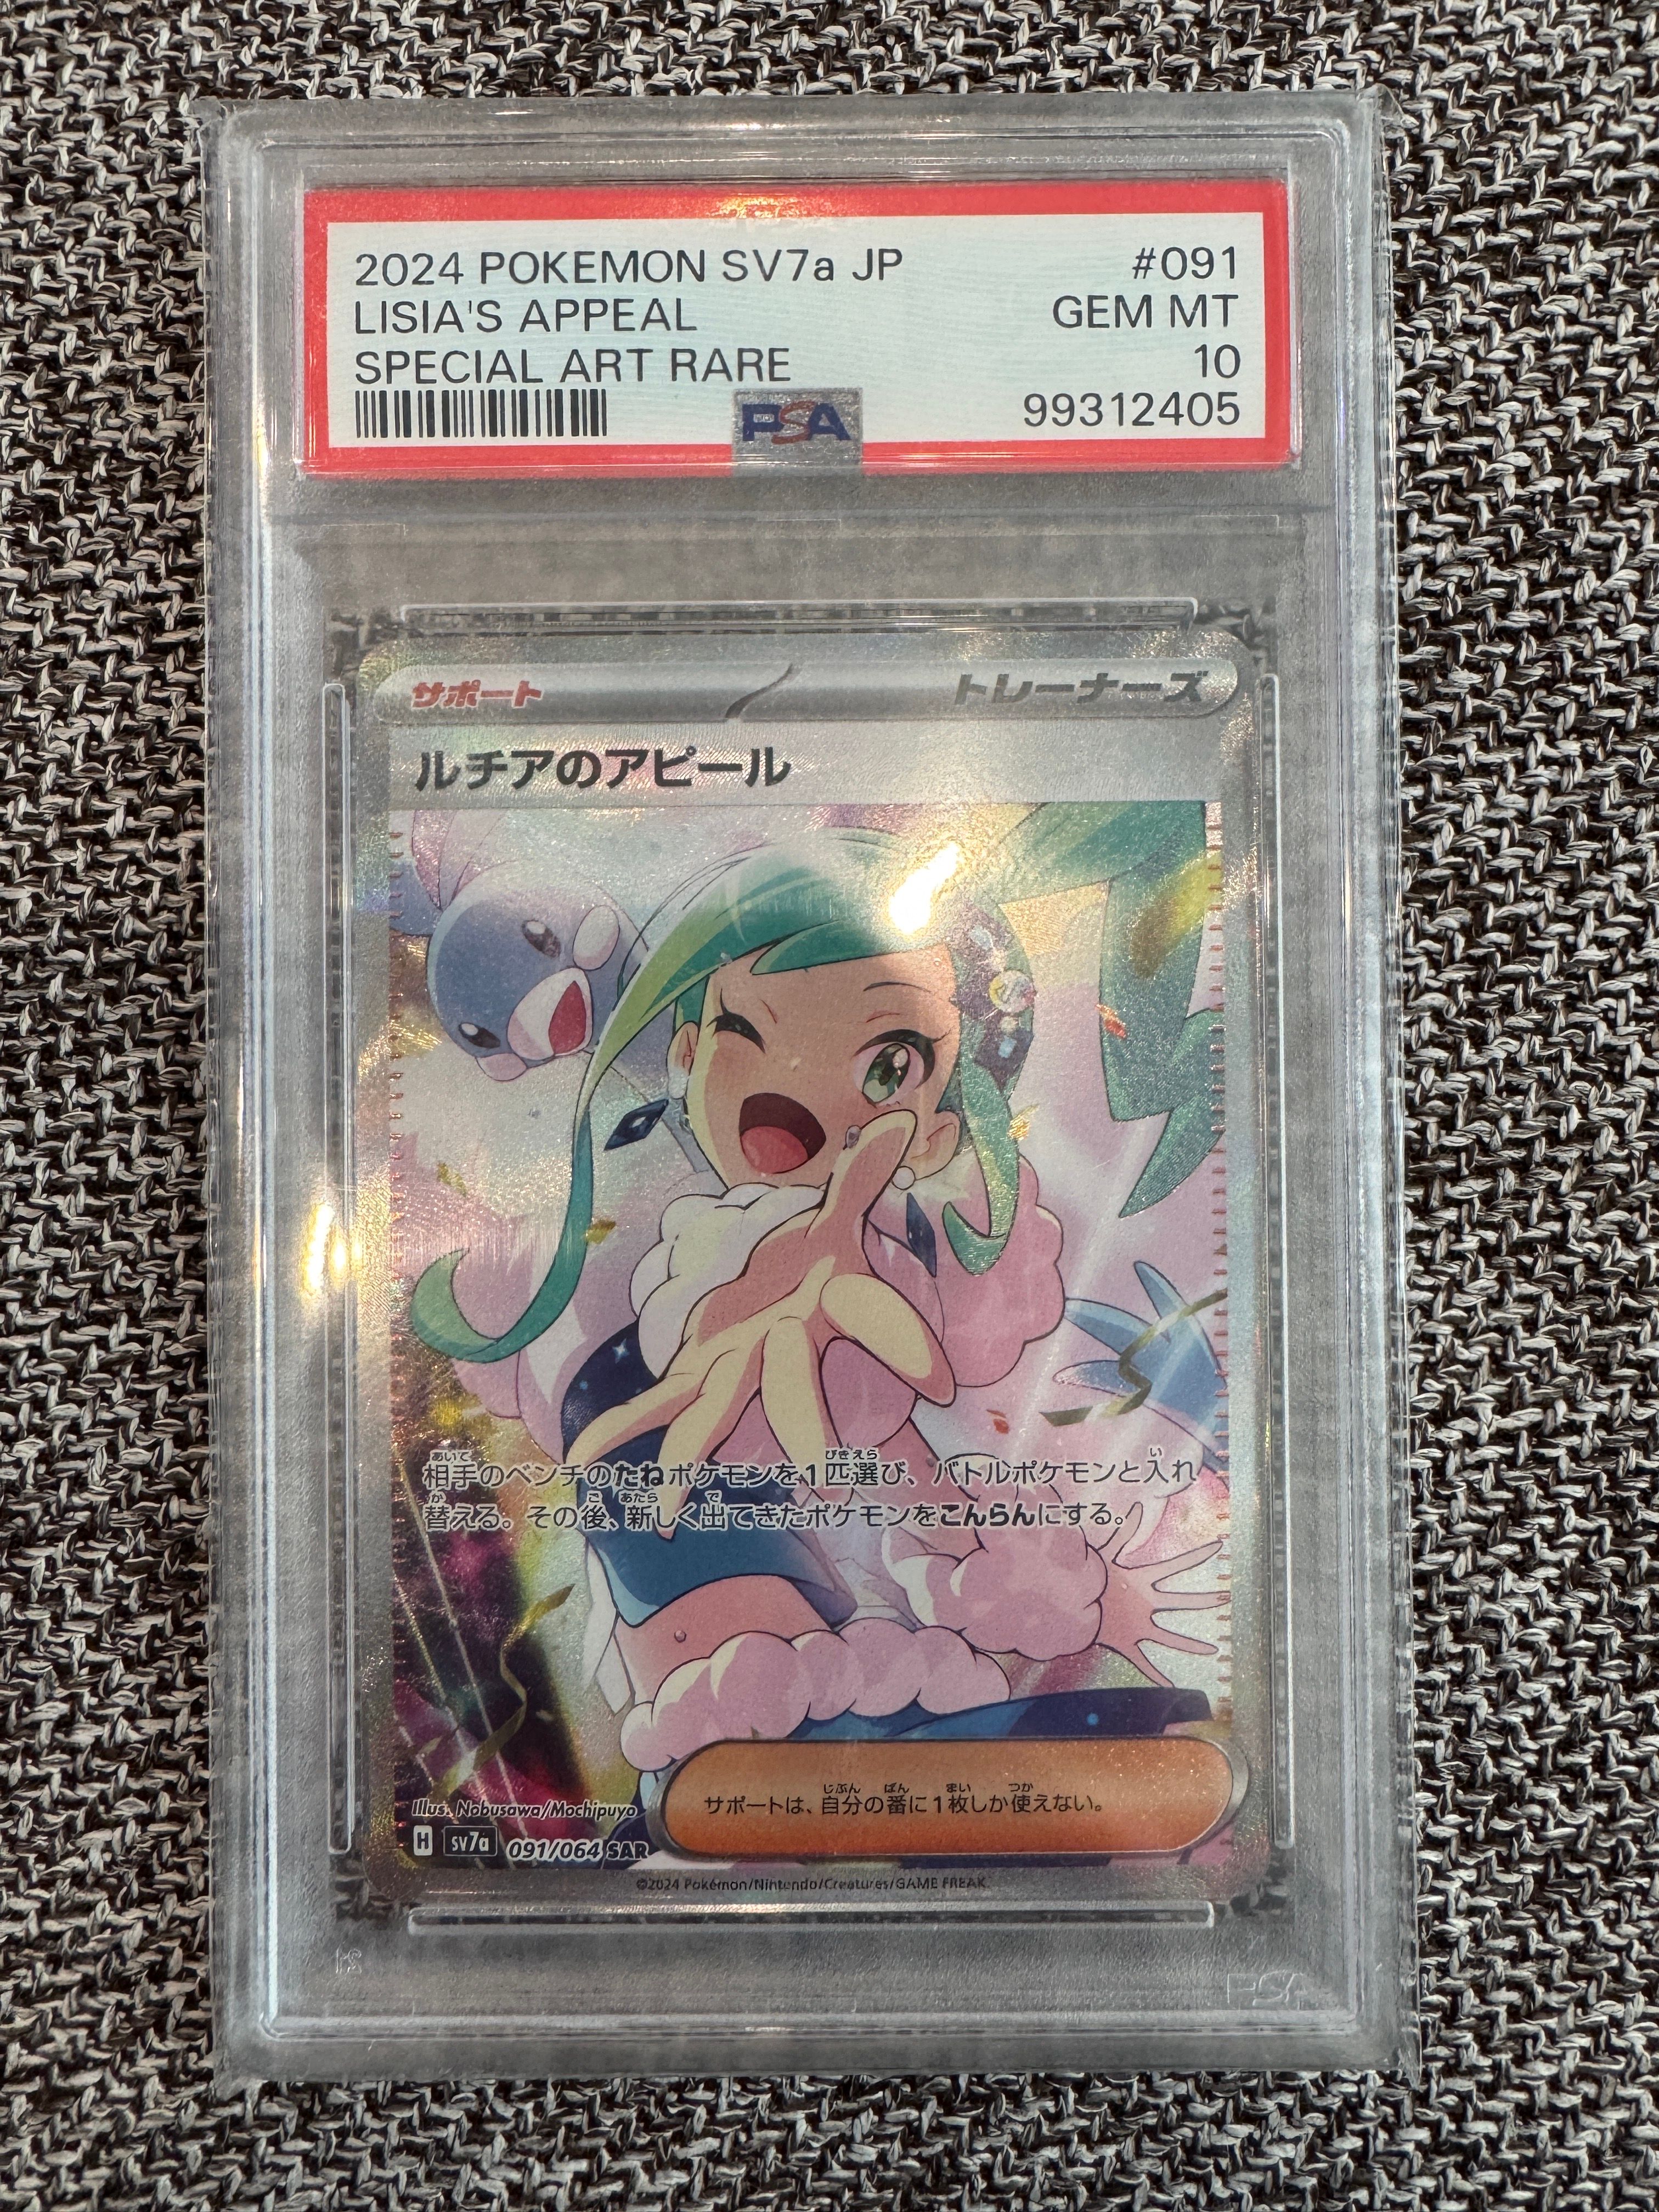 2024 POKEMON SV7a JP #091
LISIA'S APPEAL GEM MT
SPECIAL ART RARE 10
PSA 99312405
サポート トレーナーズ
ルチアのアピール
相手のベンチのたねポケモンを1匹選び、バトルポケモンと入れ
替える。その後、新しく出てきたポケモンをこんらんにする。
サポートは、自分の番に1枚しか使えない。
Illus. Nobusawa/Mochipuyo
H sv7a 091/064 SAR
©2024 Pokémon/Nintendo/Creatures/GAME FREAK
PSA